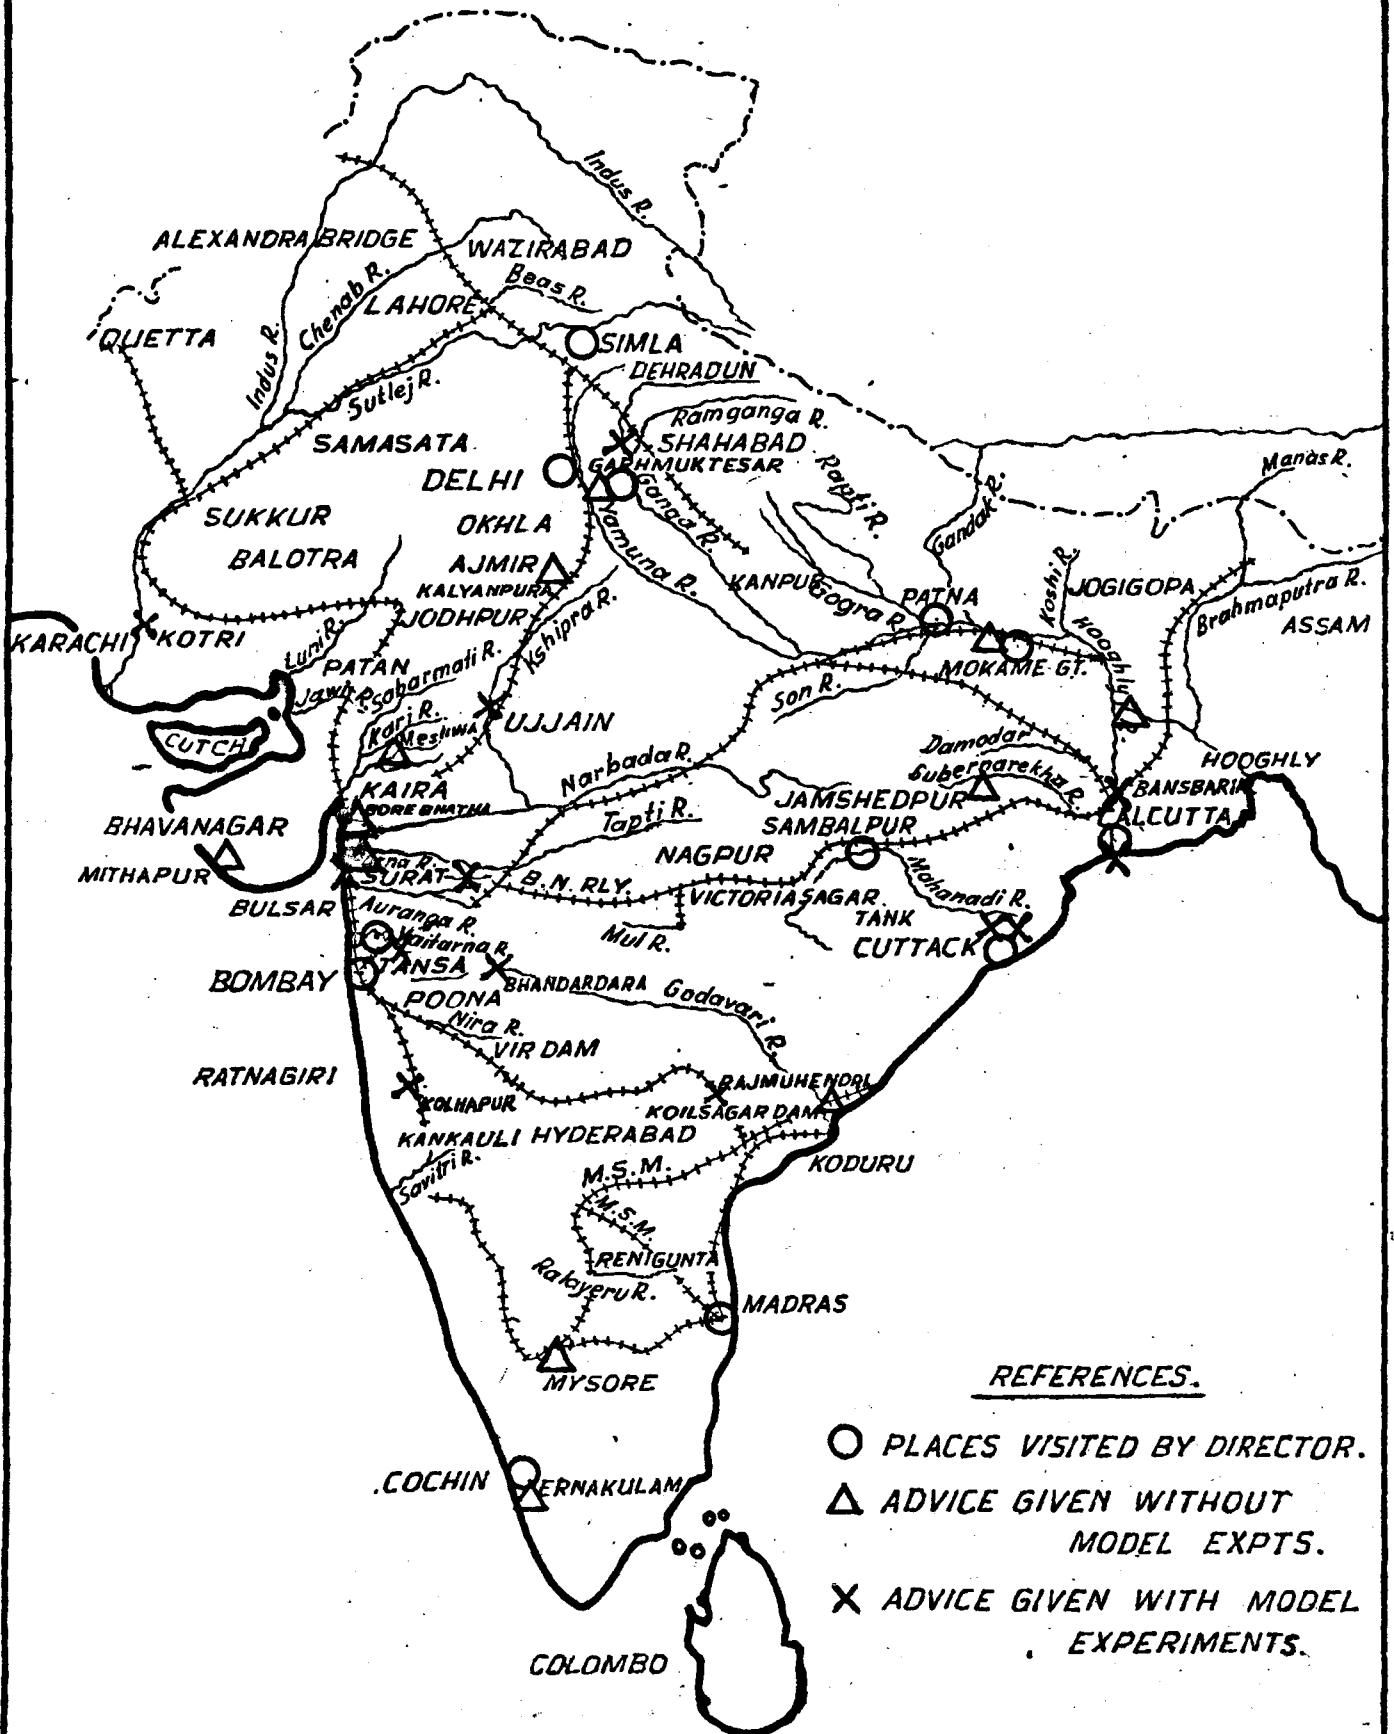 Indus R.
ALEXANDRA BRIDGE
WAZIRABAD
Beas R.
Chenab R.
LAHORE
QUETTA
Indus R.
SIMLA
DEHRADUN
Sutlej R.
Ramganga R.
SAMASATA
SHAHABAD
GARHMUKTESAR
DELHI
Rapti R.
Manas R.
Ganga R.
Gandak R.
SUKKUR
OKHLA
Yamuna R.
BALOTRA
AJMIR
KALYANPURA
KANPUR
Gogra R.
PATNA
Koshi R.
JOGIGOPA
Brahmaputra R.
ASSAM
JODHPUR
Kshipra R.
KARACHI
KOTRI
Luni R.
PATAN
Sabarmati R.
Hooghly R.
MOKAME GT.
Son R.
Kari R.
Meshwa
UJJAIN
CUTCH
Damodar
HOOGHLY
Narbada R.
Subernarekha R.
KAIRA
BORE BHATHA
JAMSHEDPUR
BANSBARIA
CALCUTTA
BHAVANAGAR
Tapti R.
SAMBALPUR
NAGPUR
MITHAPUR
SURAT
B.N. RLY.
VICTORIA SAGAR
TANK
Mahanadi R.
BULSAR
Auranga R.
Mul R.
CUTTACK
Vaitarna R.
TANSA
BOMBAY
BHANDARDARA
Godavari R.
POONA
Nira R.
VIR DAM
RATNAGIRI
RAJMUHENDRI
KOLHAPUR
KOILSAGAR DAM
KANKAULI
HYDERABAD
Savitri R.
M.S.M.
KODURU
M.S.M.
RENIGUNTA
Ralayeru R.
MADRAS
MYSORE
REFERENCES.
PLACES VISITED BY DIRECTOR.
COCHIN
ERNAKULAM
ADVICE GIVEN WITHOUT
MODEL EXPTS.
ADVICE GIVEN WITH MODEL
EXPERIMENTS.
COLOMBO